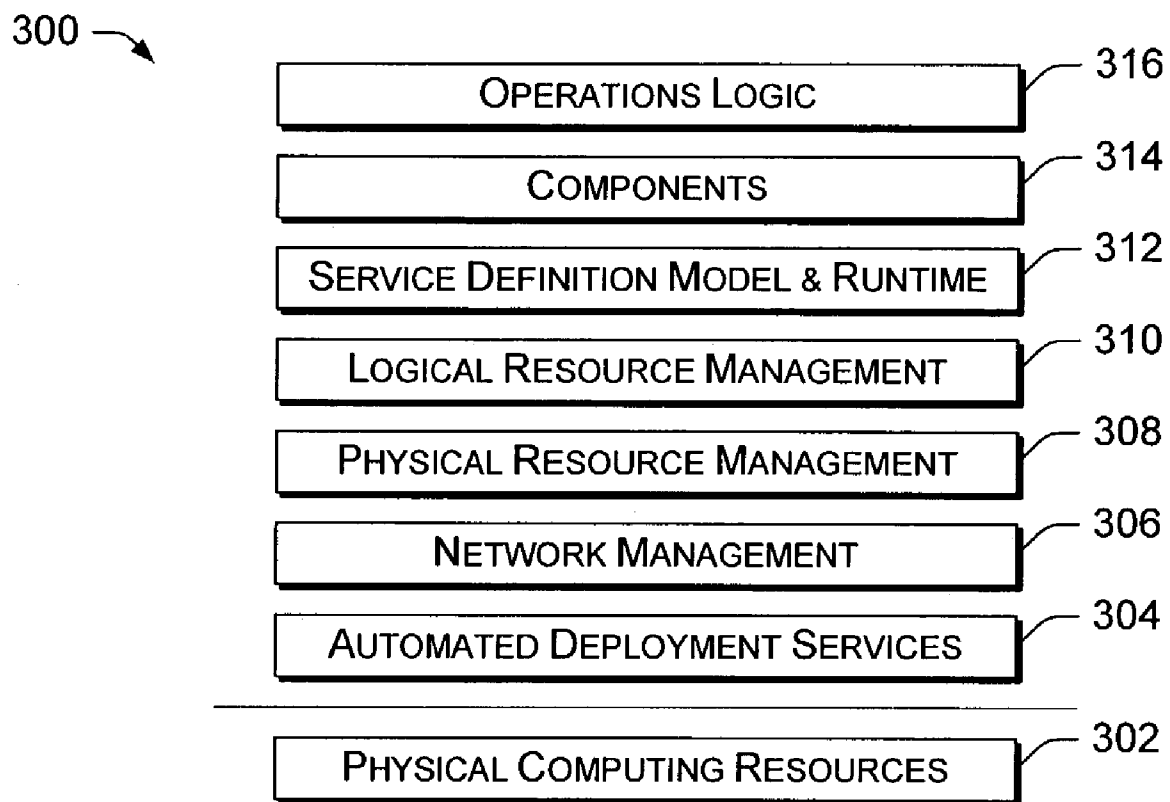 300
316
OPERATIONS LOGIC
314
COMPONENTS
312
SERVICE DEFINITION MODEL & RUNTIME
310
LOGICAL RESOURCE MANAGEMENT
308
PHYSICAL RESOURCE MANAGEMENT
306
NETWORK MANAGEMENT
304
AUTOMATED DEPLOYMENT SERVICES
302
PHYSICAL COMPUTING RESOURCES